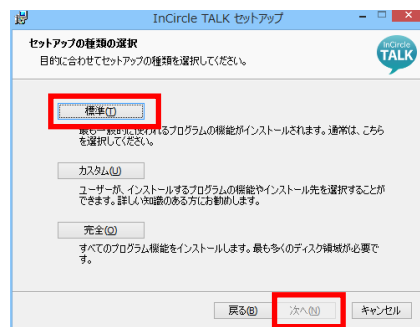 InCircle TALK セットアップ
セットアップの種類の選択
目的に合わせてセットアップの種類を選択してください。
InCircle
TALK
標準(T)
最も一般的に使われるプログラムの機能がインストールされます。通常は、こちら
を選択してください。
カスタム(U)
ユーザーが、インストールするプログラムの機能やインストール先を選択することが
できます。詳しい知識のある方にお勧めします。
完全(O)
すべてのプログラム機能をインストールします。最も多くのディスク領域が必要で
す。
戻る(B) 次へ(N) キャンセル